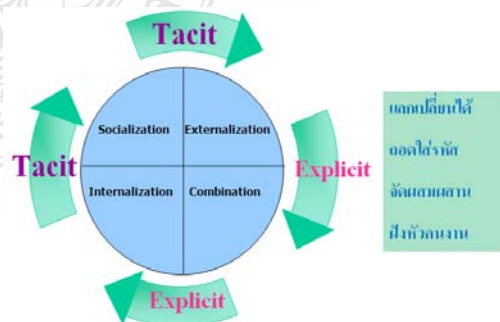 Tacit
Socialization
Externalization
Tacit
Explicit
Internalization
Combination
Explicit
แลกเปลี่ยนได้
ถอดใส่รหัส
จัดผสมผสาน
ฝังหัวคนงาน